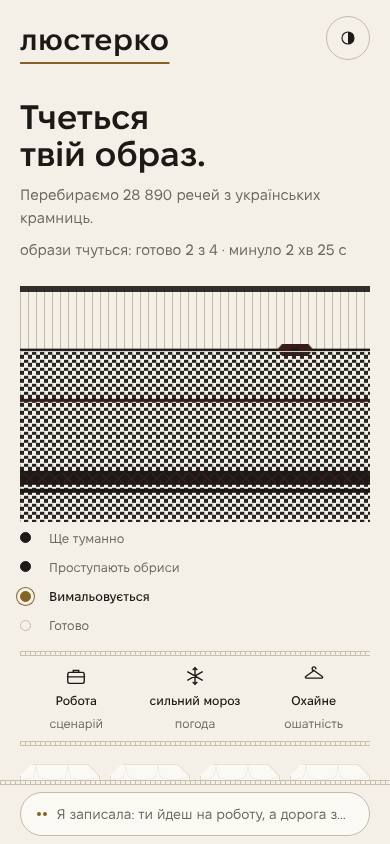 люстерко
Тчеться
твій образ.
Перебираємо 28 890 речей з українських
крамниць.
образи тчуться: готово 2 з 4 · минуло 2 хв 25 с
Ще туманно
Проступають обриси
Вимальовується
Готово
Робота
сценарій
сильний мороз
погода
Охайне
ошатність
Я записала: ти йдеш на роботу, а дорога з...